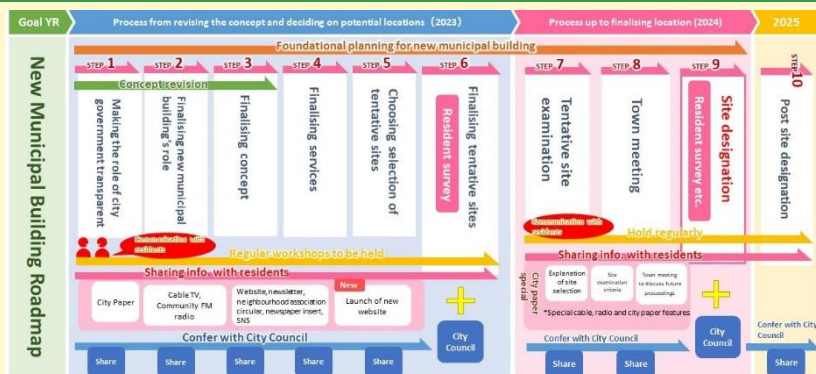 Goal YR
Process from revising the concept and deciding on potential locations (2023)
Process up to finalising location (2024)
2025
New Municipal Building Roadmap
Foundational planning for new municipal building
STEP 1
STEP 2
STEP 3
STEP 4
STEP 5
STEP 6
STEP 7
STEP 8
STEP 9
STEP 10
Concept revision
Making the role of city
government transparent
Finalising new municipal
building's role
Finalising concept
Finalising services
Choosing selection of
tentative sites
Resident survey
Finalising tentative sites
Tentative site
examination
Town meeting
Resident survey etc.
Site designation
Post site designation
Communication with
residents
Communication with
residents
Regular workshops to be held
Hold regularly
Sharing info. with residents
Sharing info. with residents
City Paper
Cable TV,
Community FM
radio
Website, newsletter,
neighbourhood association
circular, newspaper insert,
SNS
New
Launch of new
website
City paper
special
Explanation
of site
selection
Site
examination
criteria
Town meeting
to discuss future
proceedings
*Special cable, radio and city paper features
Confer with City Council
Share
Share
Share
Share
Share
City
Council
Confer with City Council
Share
Share
City
Council
Confer with City
Council
Share